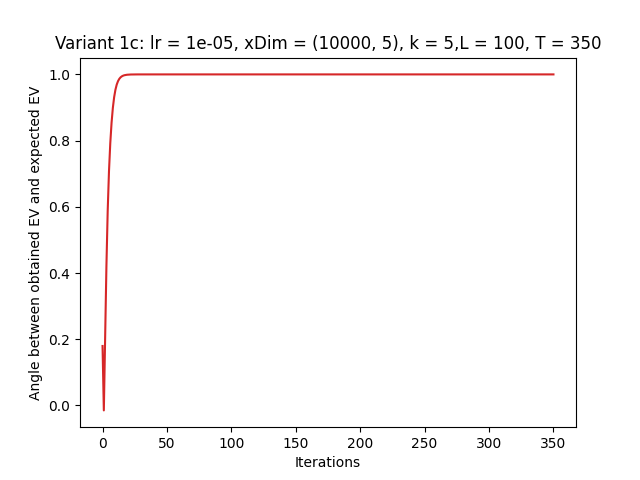 Variant 1c: lr = 1e-05, xDim = (10000, 5), k = 5,L = 100, T = 350
Angle between obtained EV and expected EV
1.0
0.8
0.6
0.4
0.2
0.0
0 50 100 150 200 250 300 350
Iterations